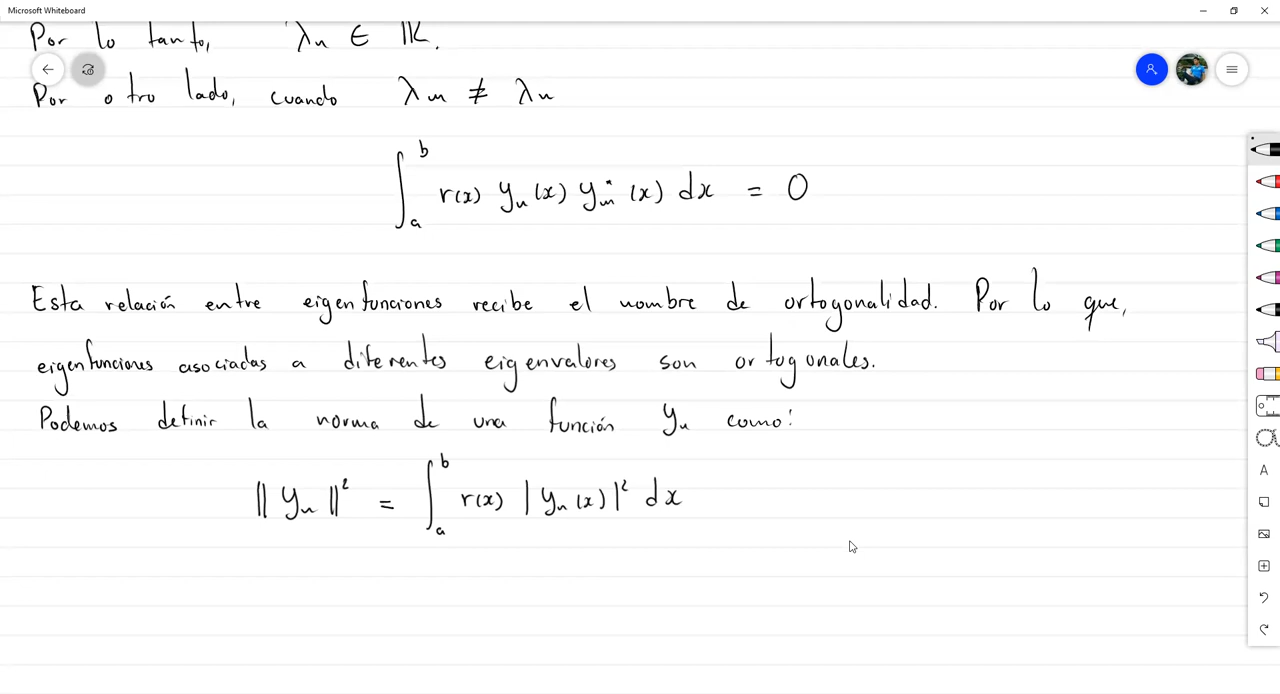 Microsoft Whiteboard
Por lo tanto, λn ∈ ℝ.
Por otro lado, cuando λm ≠ λn
∫_a^b r(x) yn(x) ym*(x) dx = 0
Esta relación entre eigenfunciones recibe el nombre de ortogonalidad. Por lo que,
eigenfunciones asociadas a diferentes eigenvalores son ortogonales.
Podemos definir la norma de una función yn como:
||yn||² = ∫_a^b r(x) |yn(x)|² dx
A